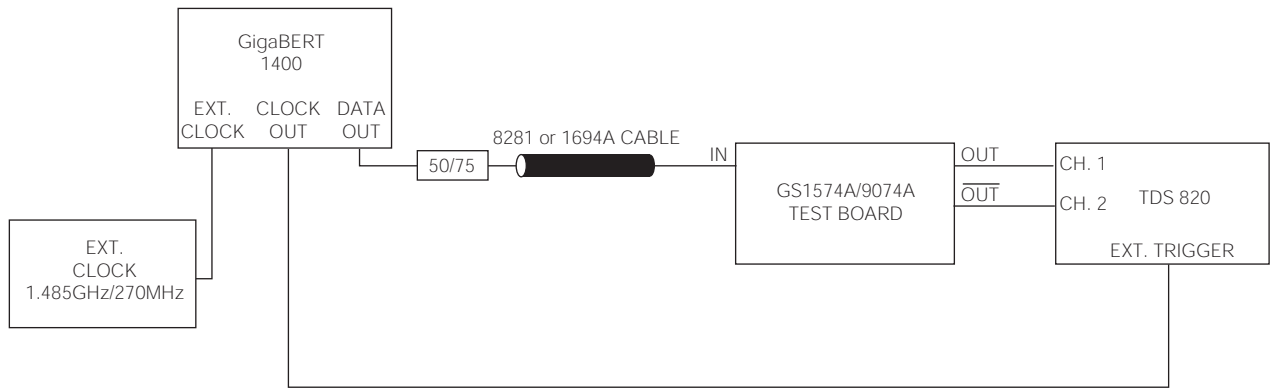 GigaBERT
1400
EXT.
CLOCK
CLOCK
OUT
DATA
OUT
8281 or 1694A CABLE
50/75
IN
GS1574A/9074A
TEST BOARD
OUT
OUT
CH. 1
CH. 2
TDS 820
EXT. TRIGGER
EXT.
CLOCK
1.485GHz/270MHz